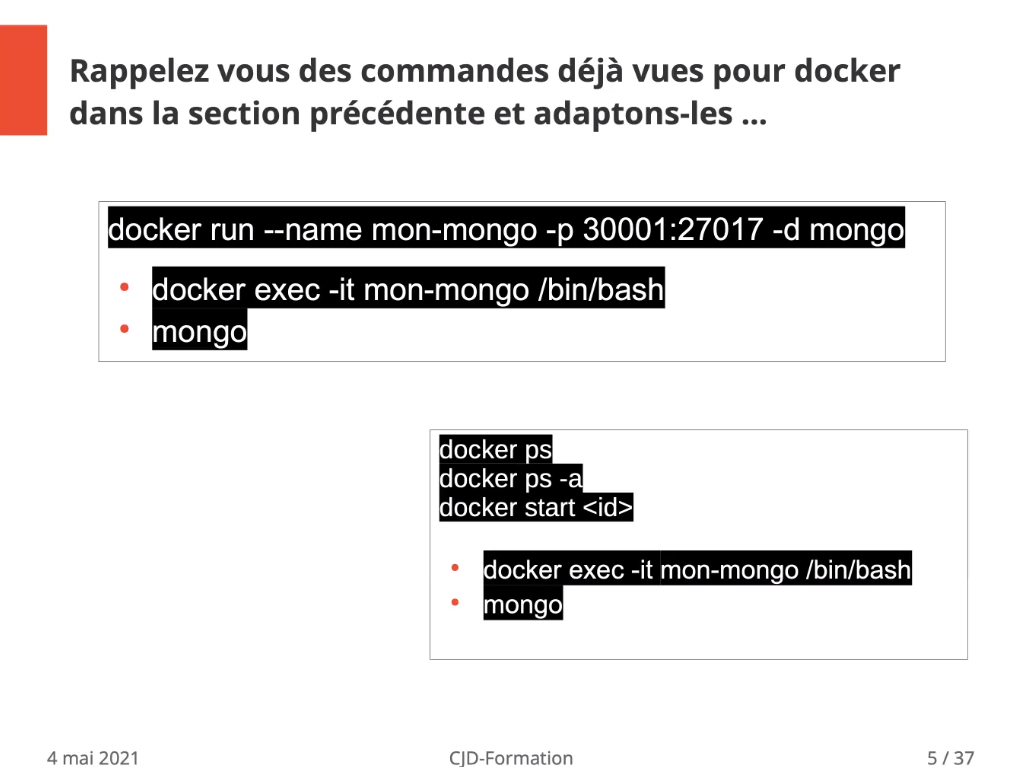 Rappelez vous des commandes déjà vues pour docker
dans la section précédente et adaptons-les ...
docker run --name mon-mongo -p 30001:27017 -d mongo
• docker exec -it mon-mongo /bin/bash
• mongo
docker ps
docker ps -a
docker start <id>
• docker exec -it mon-mongo /bin/bash
• mongo
4 mai 2021
CJD-Formation
5 / 37